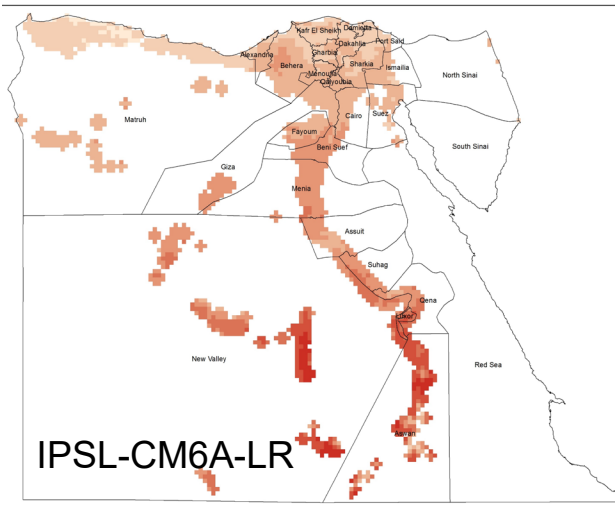 Kafr El Sheikh
Damietta
Alexandria
Dakahlia
Port Said
Gharbia
Behera
Sharkia
Ismailia
Menoufia
Qalyoubia
North Sinai
Matruh
Cairo
Suez
Fayoum
Beni Suef
South Sinai
Giza
Menia
Assuit
Suhag
Qena
Luxor
New Valley
Red Sea
Aswan
IPSL-CM6A-LR